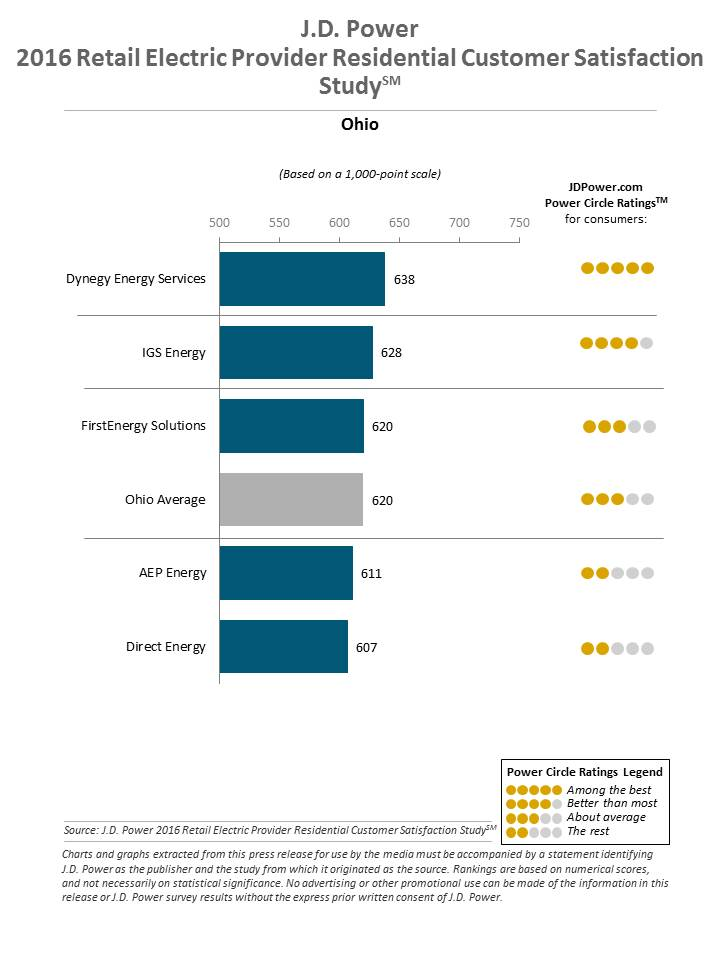 J.D. Power
2016 Retail Electric Provider Residential Customer Satisfaction
StudySM
Ohio
(Based on a 1,000-point scale)
JDPower.com
Power Circle RatingsTM
for consumers:
500 550 600 650 700 750
Dynegy Energy Services 638
IGS Energy 628
FirstEnergy Solutions 620
Ohio Average 620
AEP Energy 611
Direct Energy 607
Power Circle Ratings Legend
Among the best
Better than most
About average
The rest
Source: J.D. Power 2016 Retail Electric Provider Residential Customer Satisfaction StudySM
Charts and graphs extracted from this press release for use by the media must be accompanied by a statement identifying
J.D. Power as the publisher and the study from which it originated as the source. Rankings are based on numerical scores,
and not necessarily on statistical significance. No advertising or other promotional use can be made of the information in this
release or J.D. Power survey results without the express prior written consent of J.D. Power.